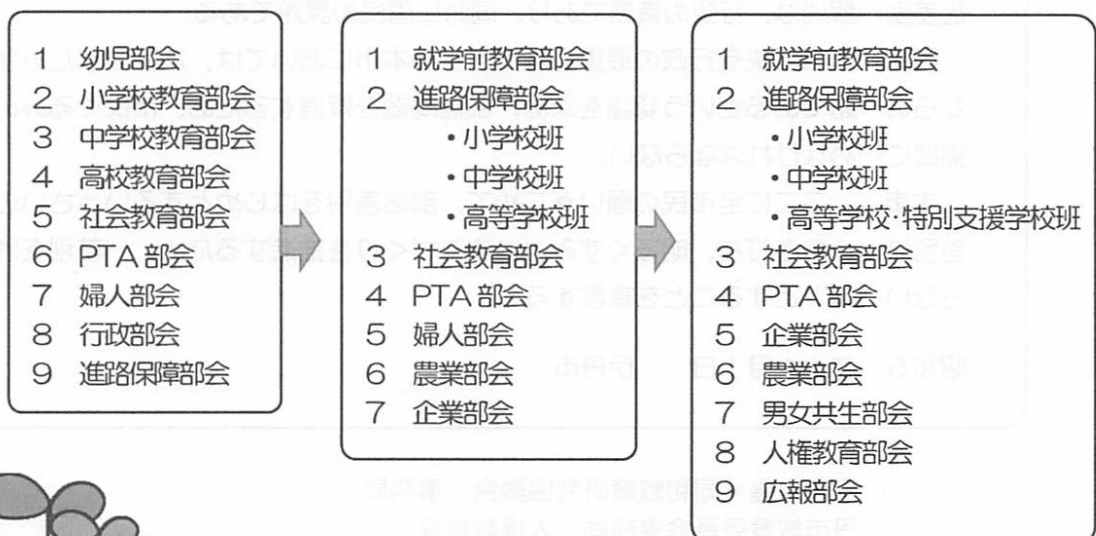 1 幼児部会
2 小学校教育部会
3 中学校教育部会
4 高校教育部会
5 社会教育部会
6 PTA部会
7 婦人部会
8 行政部会
9 進路保障部会
1 就学前教育部会
2 進路保障部会
・小学校班
・中学校班
・高等学校班
3 社会教育部会
4 PTA部会
5 婦人部会
6 農業部会
7 企業部会
1 就学前教育部会
2 進路保障部会
・小学校班
・中学校班
・高等学校・特別支援学校班
3 社会教育部会
4 PTA部会
5 企業部会
6 農業部会
7 男女共生部会
8 人権教育部会
9 広報部会